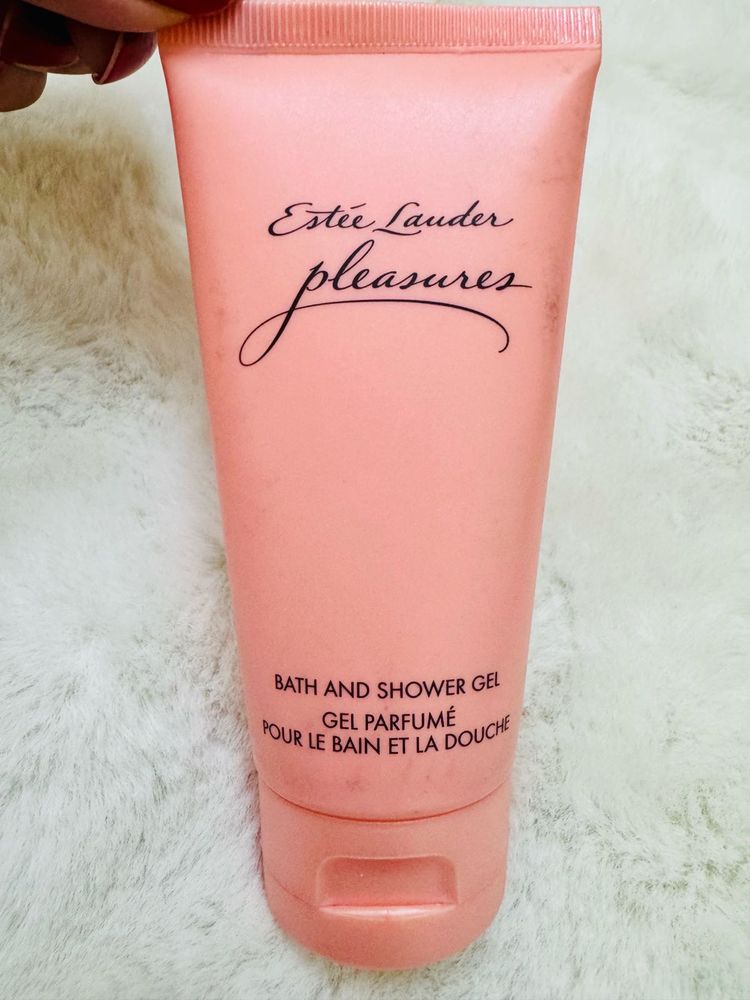 Estée Lauder
pleasures
BATH AND SHOWER GEL
GEL PARFUMÉ
POUR LE BAIN ET LA DOUCHE